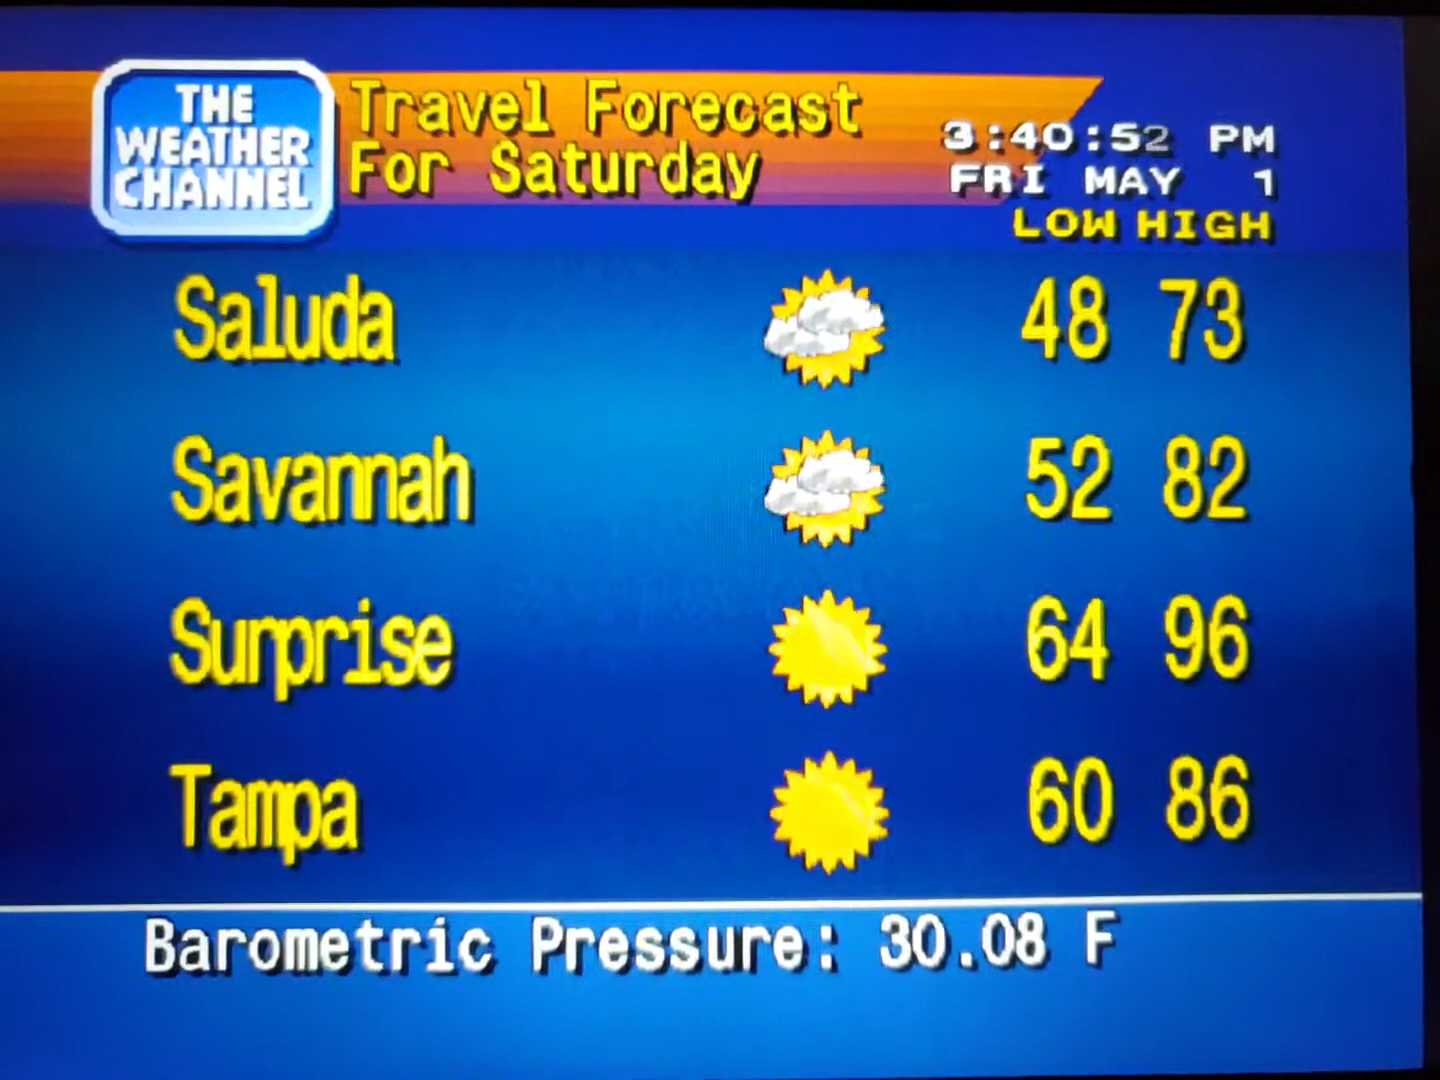 THE
WEATHER
CHANNEL
Travel Forecast
For Saturday
3:40:52 PM
FRI MAY 1
LOW HIGH
Saluda 48 73
Savannah 52 82
Surprise 64 96
Tampa 60 86
Barometric Pressure: 30.08 F